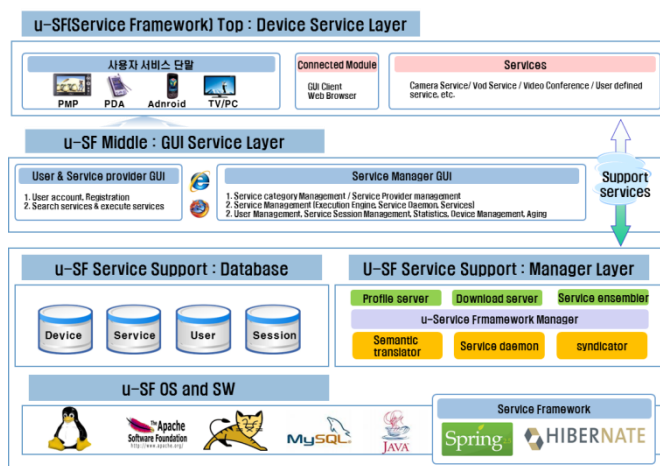 u-SF(Service Framework) Top : Device Service Layer
사용자 서비스 단말
PMP
PDA
Adnroid
TV/PC
Connected Module
GUI Client
Web Browser
Services
Camera Service/ Vod Service / Video Conference / User defined
service, etc.
u-SF Middle : GUI Service Layer
User & Service provider GUI
1. User account, Registration
2. Search services & execute services
Service Manager GUI
1. Service category Management / Service Provider management
2. Service Management (Execution Engine, Service Daemon, Services)
2. User Management, Service Session Management, Statistics, Device Management, Aging
Support
services
u-SF Service Support : Database
Device
Service
User
Session
U-SF Service Support : Manager Layer
Profile server
Download server
Service ensembler
u-Service Frmamework Manager
Semantic
translator
Service daemon
syndicator
u-SF OS and SW
The Apache
Software Foundation
http://www.apache.org/
MySQL
JAVA
Service Framework
Spring
HIBERNATE